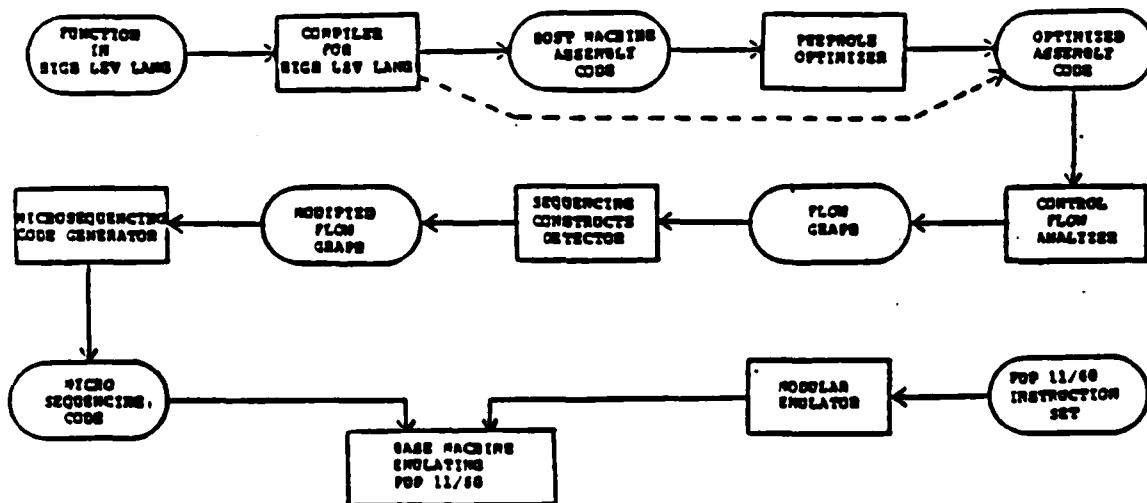 FUNCTION
IN
HIGH LEV LANG
COMPILER
FOR
HIGH LEV LANG
HOST MACHINE
ASSEMBLY
CODE
PEEPHOLE
OPTIMIZER
OPTIMIZED
ASSEMBLY
CODE
MICROSEQUENCING
CODE GENERATOR
MODIFIED
FLOW
GRAPH
SEQUENCING
CONSTRUCTS
DETECTOR
FLOW
GRAPH
CONTROL
FLOW
ANALYZER
MICRO
SEQUENCING
CODE
MODULAR
EMULATOR
PDP 11/60
INSTRUCTION
SET
BASE MACHINE
EMULATING
PDP 11/60